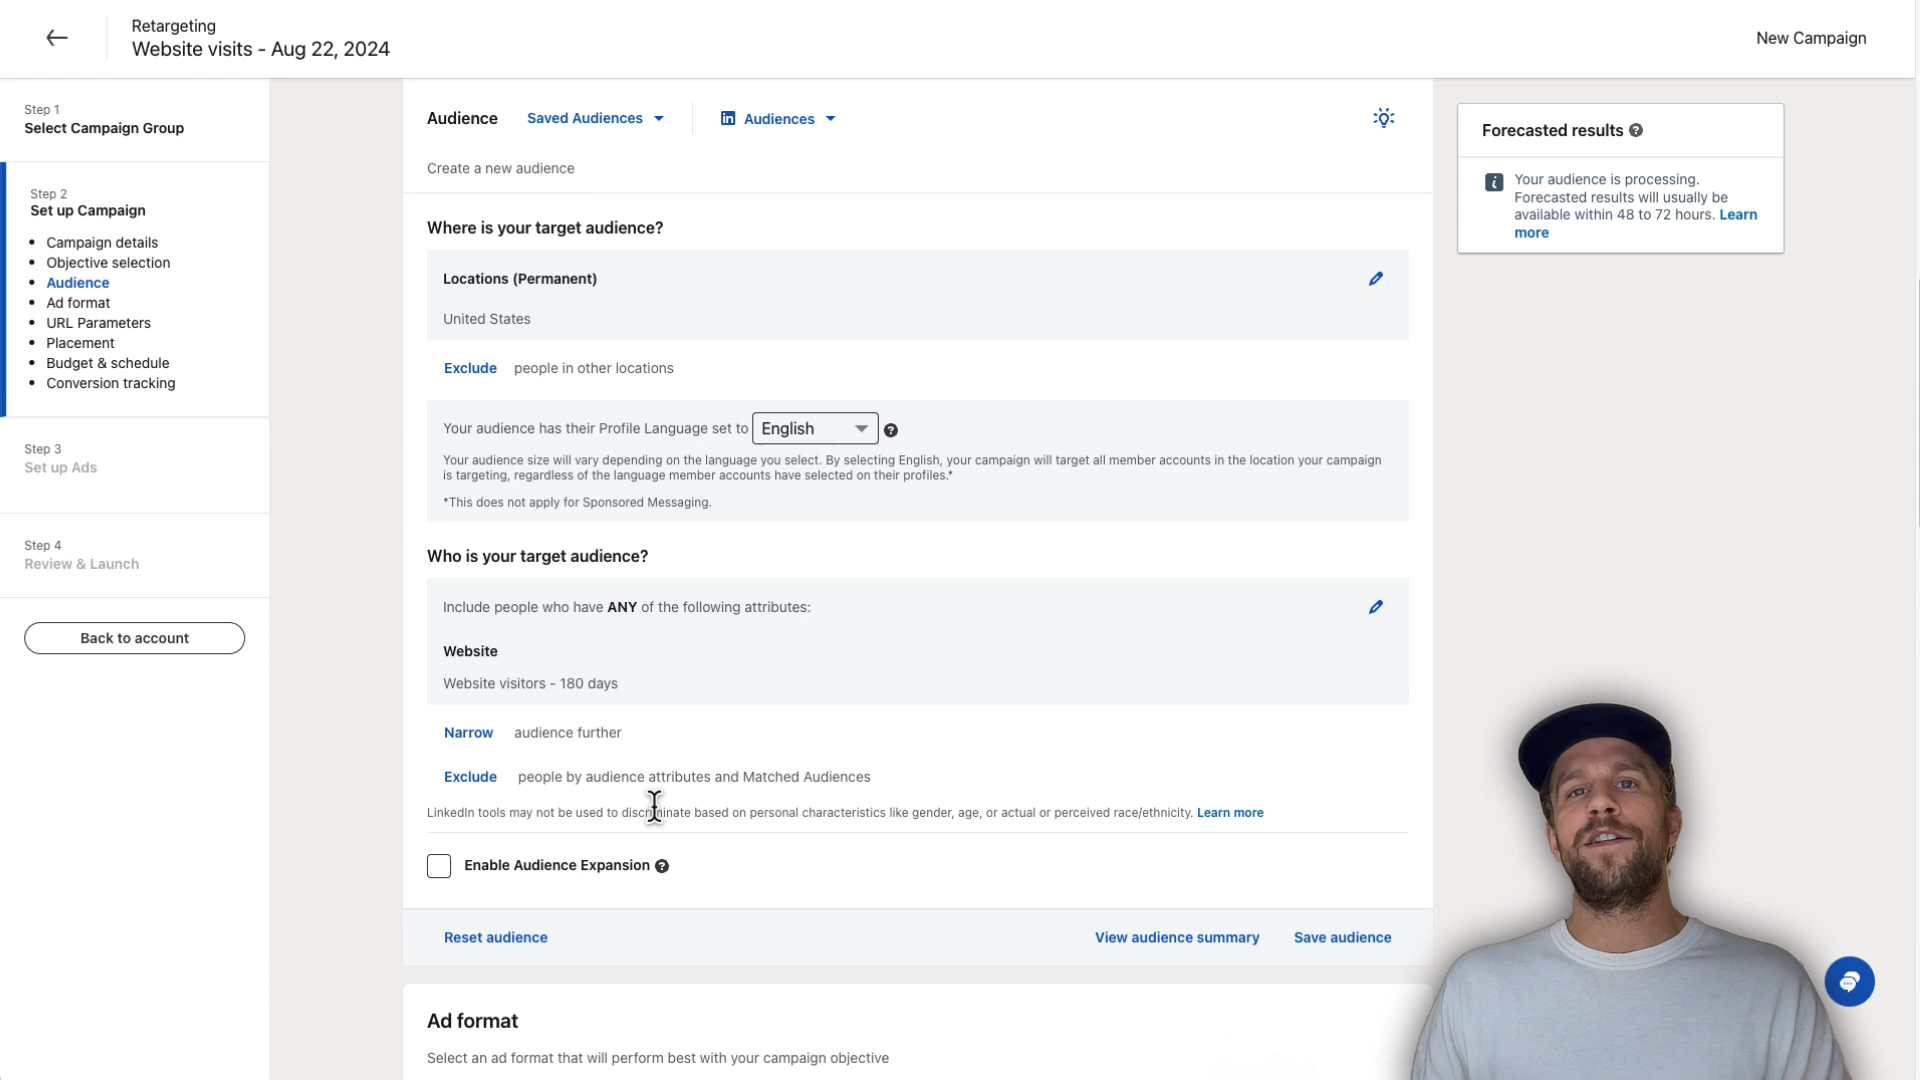 Retargeting
Website visits - Aug 22, 2024
New Campaign
Step 1
Select Campaign Group
Step 2
Set up Campaign
Campaign details
Objective selection
Audience
Ad format
URL Parameters
Placement
Budget & schedule
Conversion tracking
Step 3
Set up Ads
Step 4
Review & Launch
Back to account
Audience
Saved Audiences
in Audiences
Create a new audience
Where is your target audience?
Locations (Permanent)
United States
Exclude people in other locations
Your audience has their Profile Language set to English
Your audience size will vary depending on the language you select. By selecting English, your campaign will target all member accounts in the location your campaign
is targeting, regardless of the language member accounts have selected on their profiles.*
*This does not apply for Sponsored Messaging.
Who is your target audience?
Include people who have ANY of the following attributes:
Website
Website visitors - 180 days
Narrow audience further
Exclude people by audience attributes and Matched Audiences
LinkedIn tools may not be used to discriminate based on personal characteristics like gender, age, or actual or perceived race/ethnicity. Learn more
Enable Audience Expansion
Reset audience
View audience summary
Save audience
Ad format
Select an ad format that will perform best with your campaign objective
Forecasted results
Your audience is processing.
Forecasted results will usually be
available within 48 to 72 hours. Learn
more